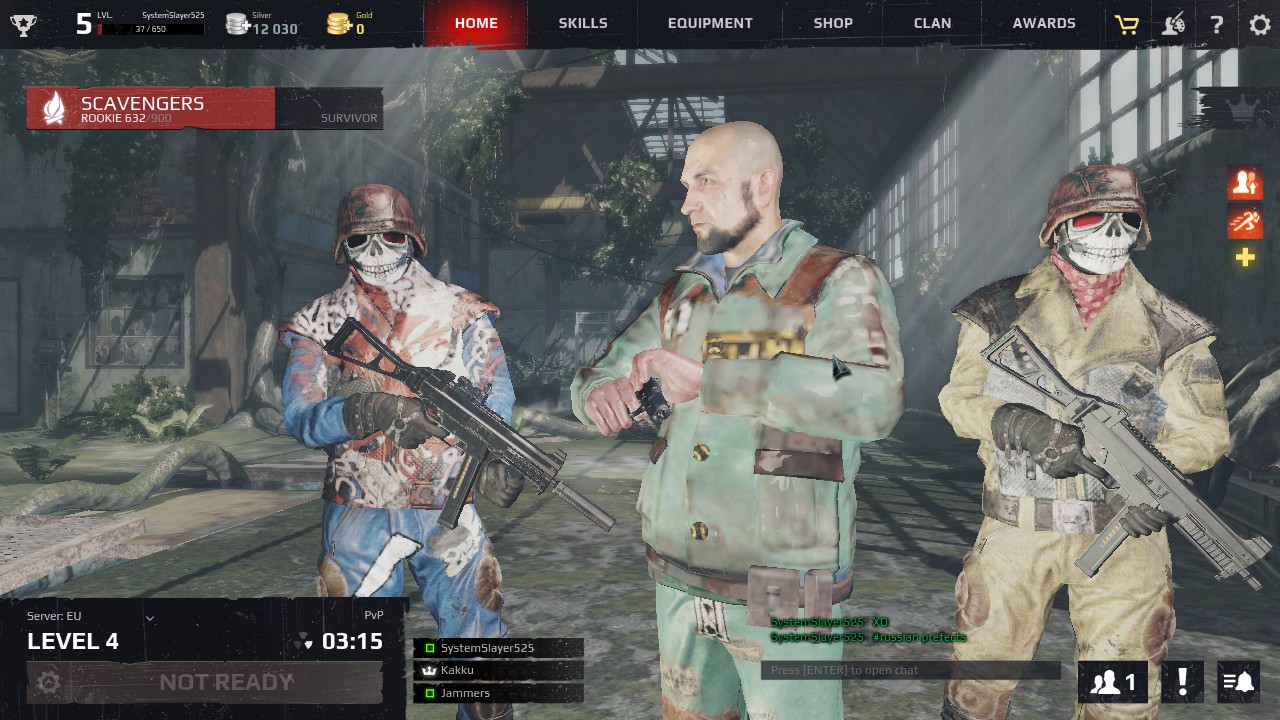 5 LVL. SystemSlayer525
37 / 650
Silver
12 030
Gold
0
HOME
SKILLS
EQUIPMENT
SHOP
CLAN
AWARDS
?
SCAVENGERS
ROOKIE 632/900
SURVIVOR
Server: EU
PvP
LEVEL 4
03:15
NOT READY
SystemSlayer525
Kakku
Jammers
SystemSlayer525 XD
SystemSlayer525 #russian prefects
Press [ENTER] to open chat
1
!